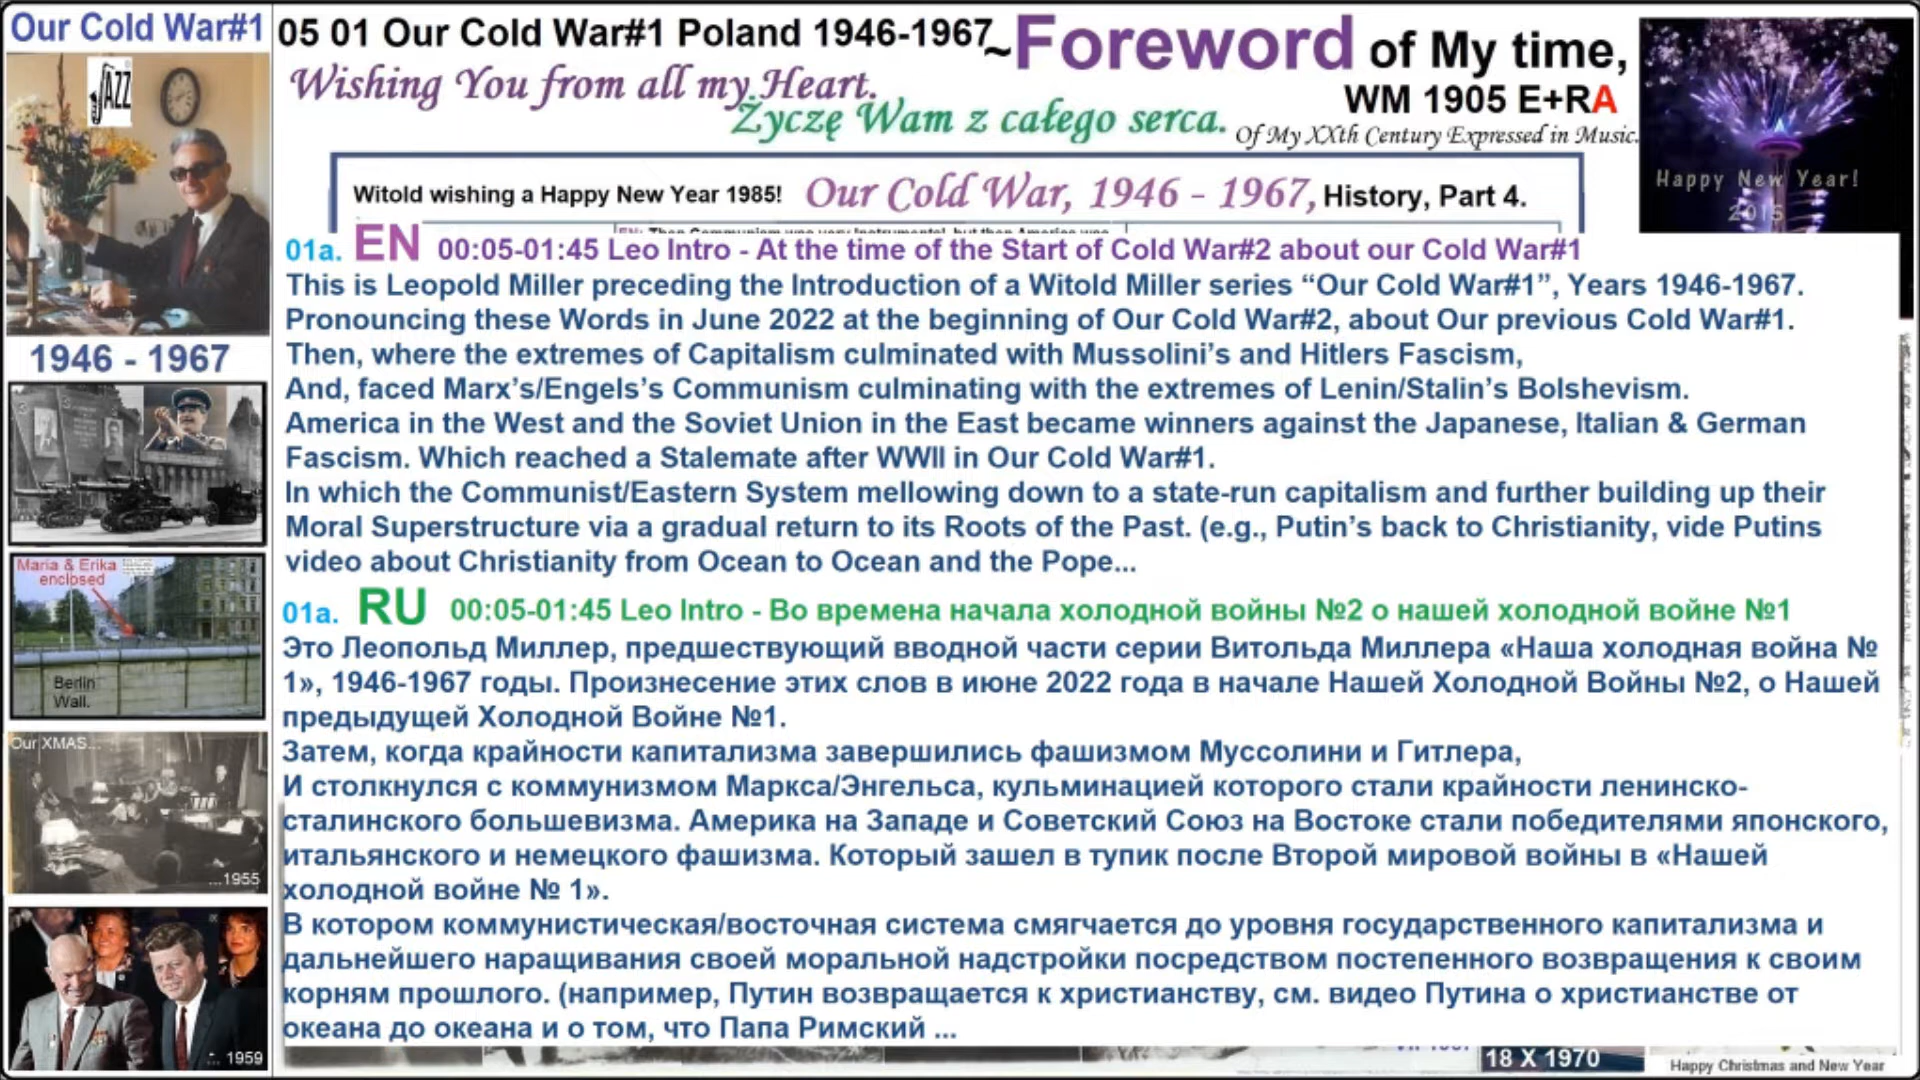 Our Cold War#1
05 01 Our Cold War#1 Poland 1946-1967
~Foreword of My time,
Wishing You from all my Heart.
WM 1905 E+RA
Życzę Wam z całego serca.
Of My XXth Century Expressed in Music.
JAZZ
Happy New Year!
2015
Witold wishing a Happy New Year 1985! Our Cold War, 1946 - 1967, History, Part 4.
01a. EN 00:05-01:45 Leo Intro - At the time of the Start of Cold War#2 about our Cold War#1
This is Leopold Miller preceding the Introduction of a Witold Miller series “Our Cold War#1”, Years 1946-1967.
Pronouncing these Words in June 2022 at the beginning of Our Cold War#2, about Our previous Cold War#1.
Then, where the extremes of Capitalism culminated with Mussolini’s and Hitlers Fascism,
And, faced Marx’s/Engels’s Communism culminating with the extremes of Lenin/Stalin’s Bolshevism.
America in the West and the Soviet Union in the East became winners against the Japanese, Italian & German
Fascism. Which reached a Stalemate after WWII in Our Cold War#1.
In which the Communist/Eastern System mellowing down to a state-run capitalism and further building up their
Moral Superstructure via a gradual return to its Roots of the Past. (e.g., Putin’s back to Christianity, vide Putins
video about Christianity from Ocean to Ocean and the Pope...
01a. RU 00:05-01:45 Leo Intro - Во времена начала холодной войны №2 о нашей холодной войне №1
Это Леопольд Миллер, предшествующий вводной части серии Витольда Миллера «Наша холодная война №
1», 1946-1967 годы. Произнесение этих слов в июне 2022 года в начале Нашей Холодной Войны №2, о Нашей
предыдущей Холодной Войне №1.
Затем, когда крайности капитализма завершились фашизмом Муссолини и Гитлера,
И столкнулся с коммунизмом Маркса/Энгельса, кульминацией которого стали крайности ленинско-
сталинского большевизма. Америка на Западе и Советский Союз на Востоке стали победителями японского,
итальянского и немецкого фашизма. Который зашел в тупик после Второй мировой войны в «Нашей
холодной войне № 1».
В котором коммунистическая/восточная система смягчается до уровня государственного капитализма и
дальнейшего наращивания своей моральной надстройки посредством постепенного возвращения к своим
корням прошлого. (например, Путин возвращается к христианству, см. видео Путина о христианстве от
океана до океана и о том, что Папа Римский ...
1946 - 1967
Maria & Erika
enclosed
Berlin
Wall.
Our XMAS...
...1955
... 1959
18 X 1970
Happy Christmas and New Year